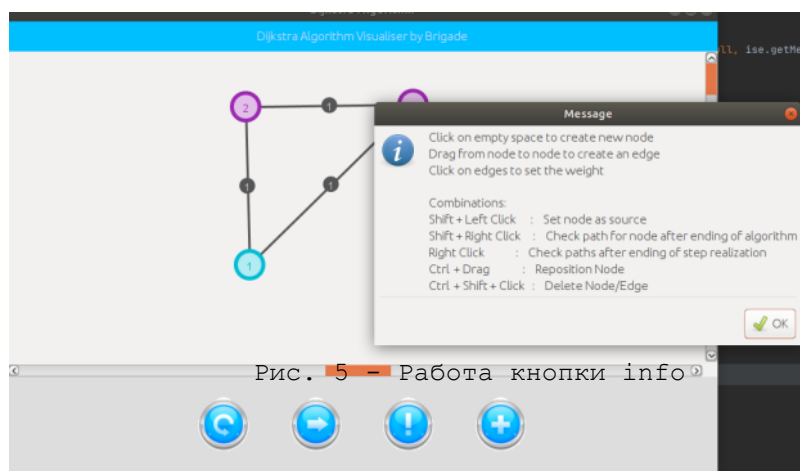 Dijkstra Algorithm Visualiser by Brigade
ll, ise.getMe
2
1
1
1
1
Message
Click on empty space to create new node
Drag from node to node to create an edge
Click on edges to set the weight
Combinations:
Shift + Left Click : Set node as source
Shift + Right Click : Check path for node after ending of algorithm
Right Click : Check paths after ending of step realization
Ctrl + Drag : Reposition Node
Ctrl + Shift + Click : Delete Node/Edge
OK
Рис. 5 - Работа кнопки info